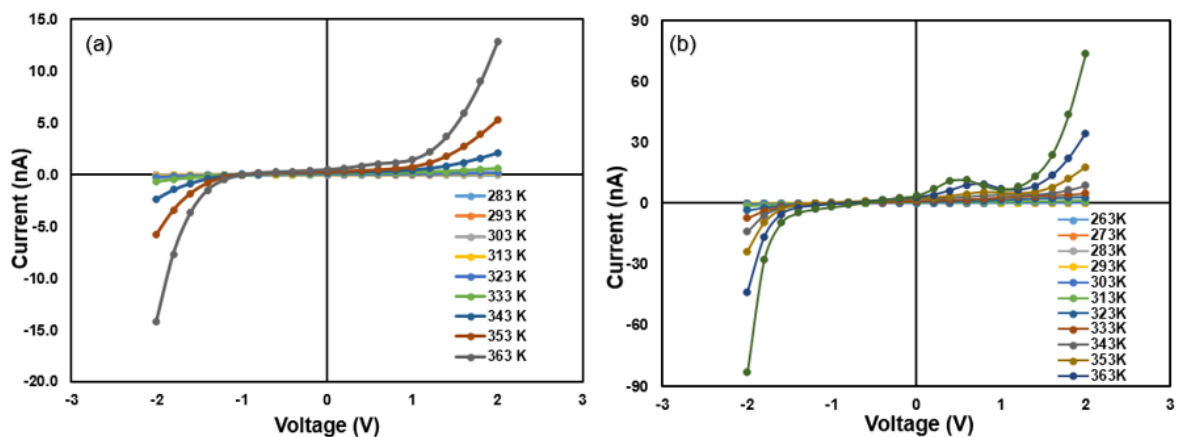 (a)
Current (nA)
15.0
10.0
5.0
0.0
-5.0
-10.0
-15.0
-20.0
-3 -2 -1 0 1 2 3
Voltage (V)
283 K
293 K
303 K
313 K
323 K
333 K
343 K
353 K
363 K
(b)
Current (nA)
90
60
30
0
-30
-60
-90
-3 -2 -1 0 1 2 3
Voltage (V)
263K
273K
283K
293K
303K
313K
323K
333K
343K
353K
363K